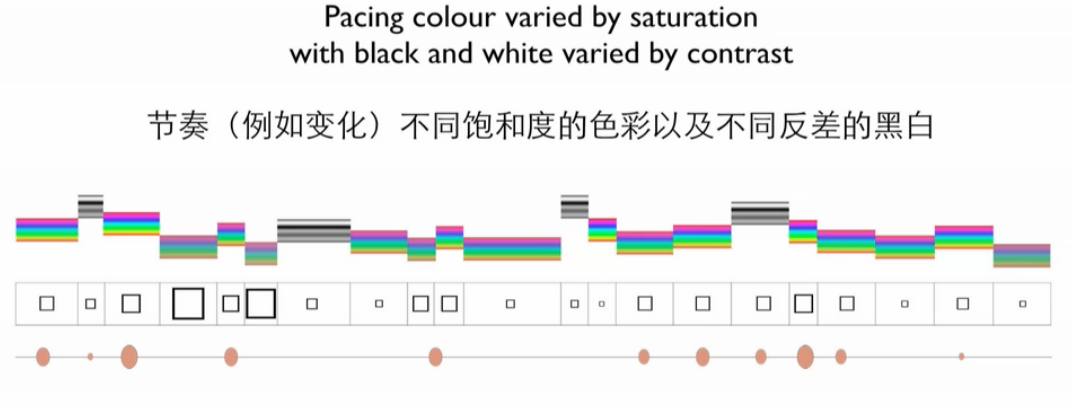 Pacing colour varied by saturation
with black and white varied by contrast
节奏（例如变化）不同饱和度的色彩以及不同反差的黑白